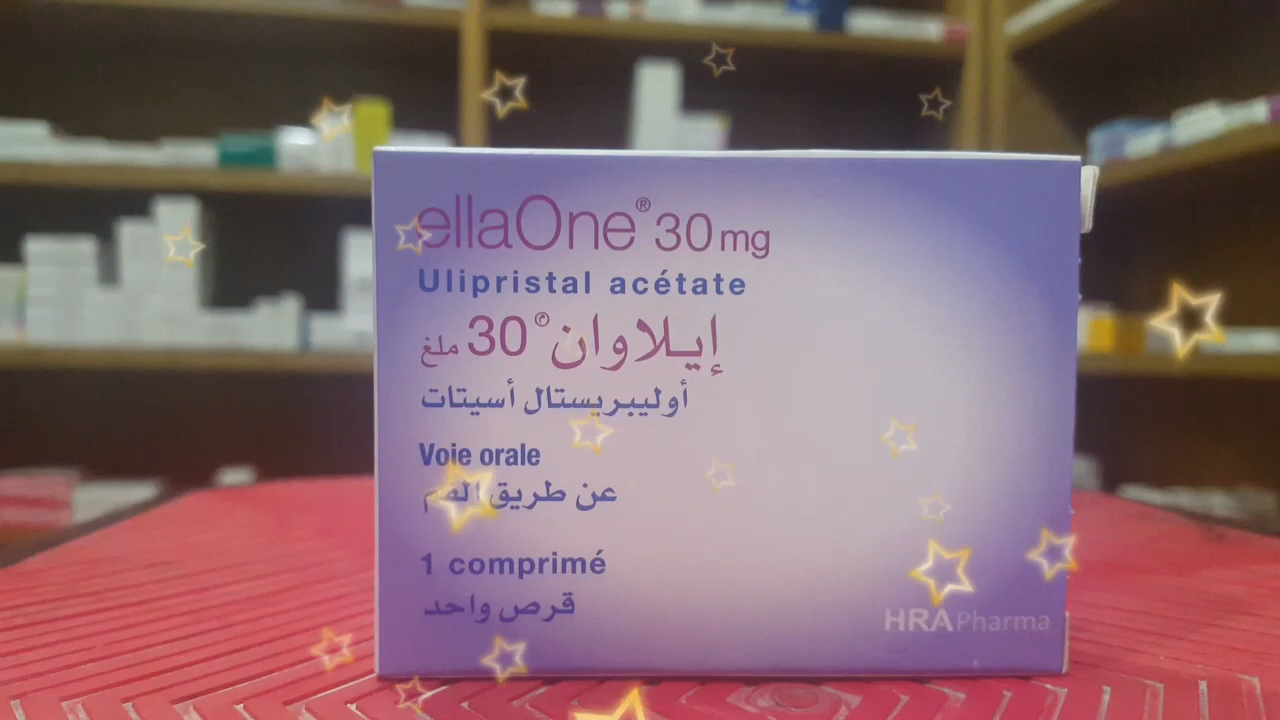 ellaOne® 30 mg
Ulipristal acétate
إيلاوان® 30 ملغ
أوليبريستال أسيتات
Voie orale
عن طريق الفم
1 comprimé
قرص واحد
HRA Pharma